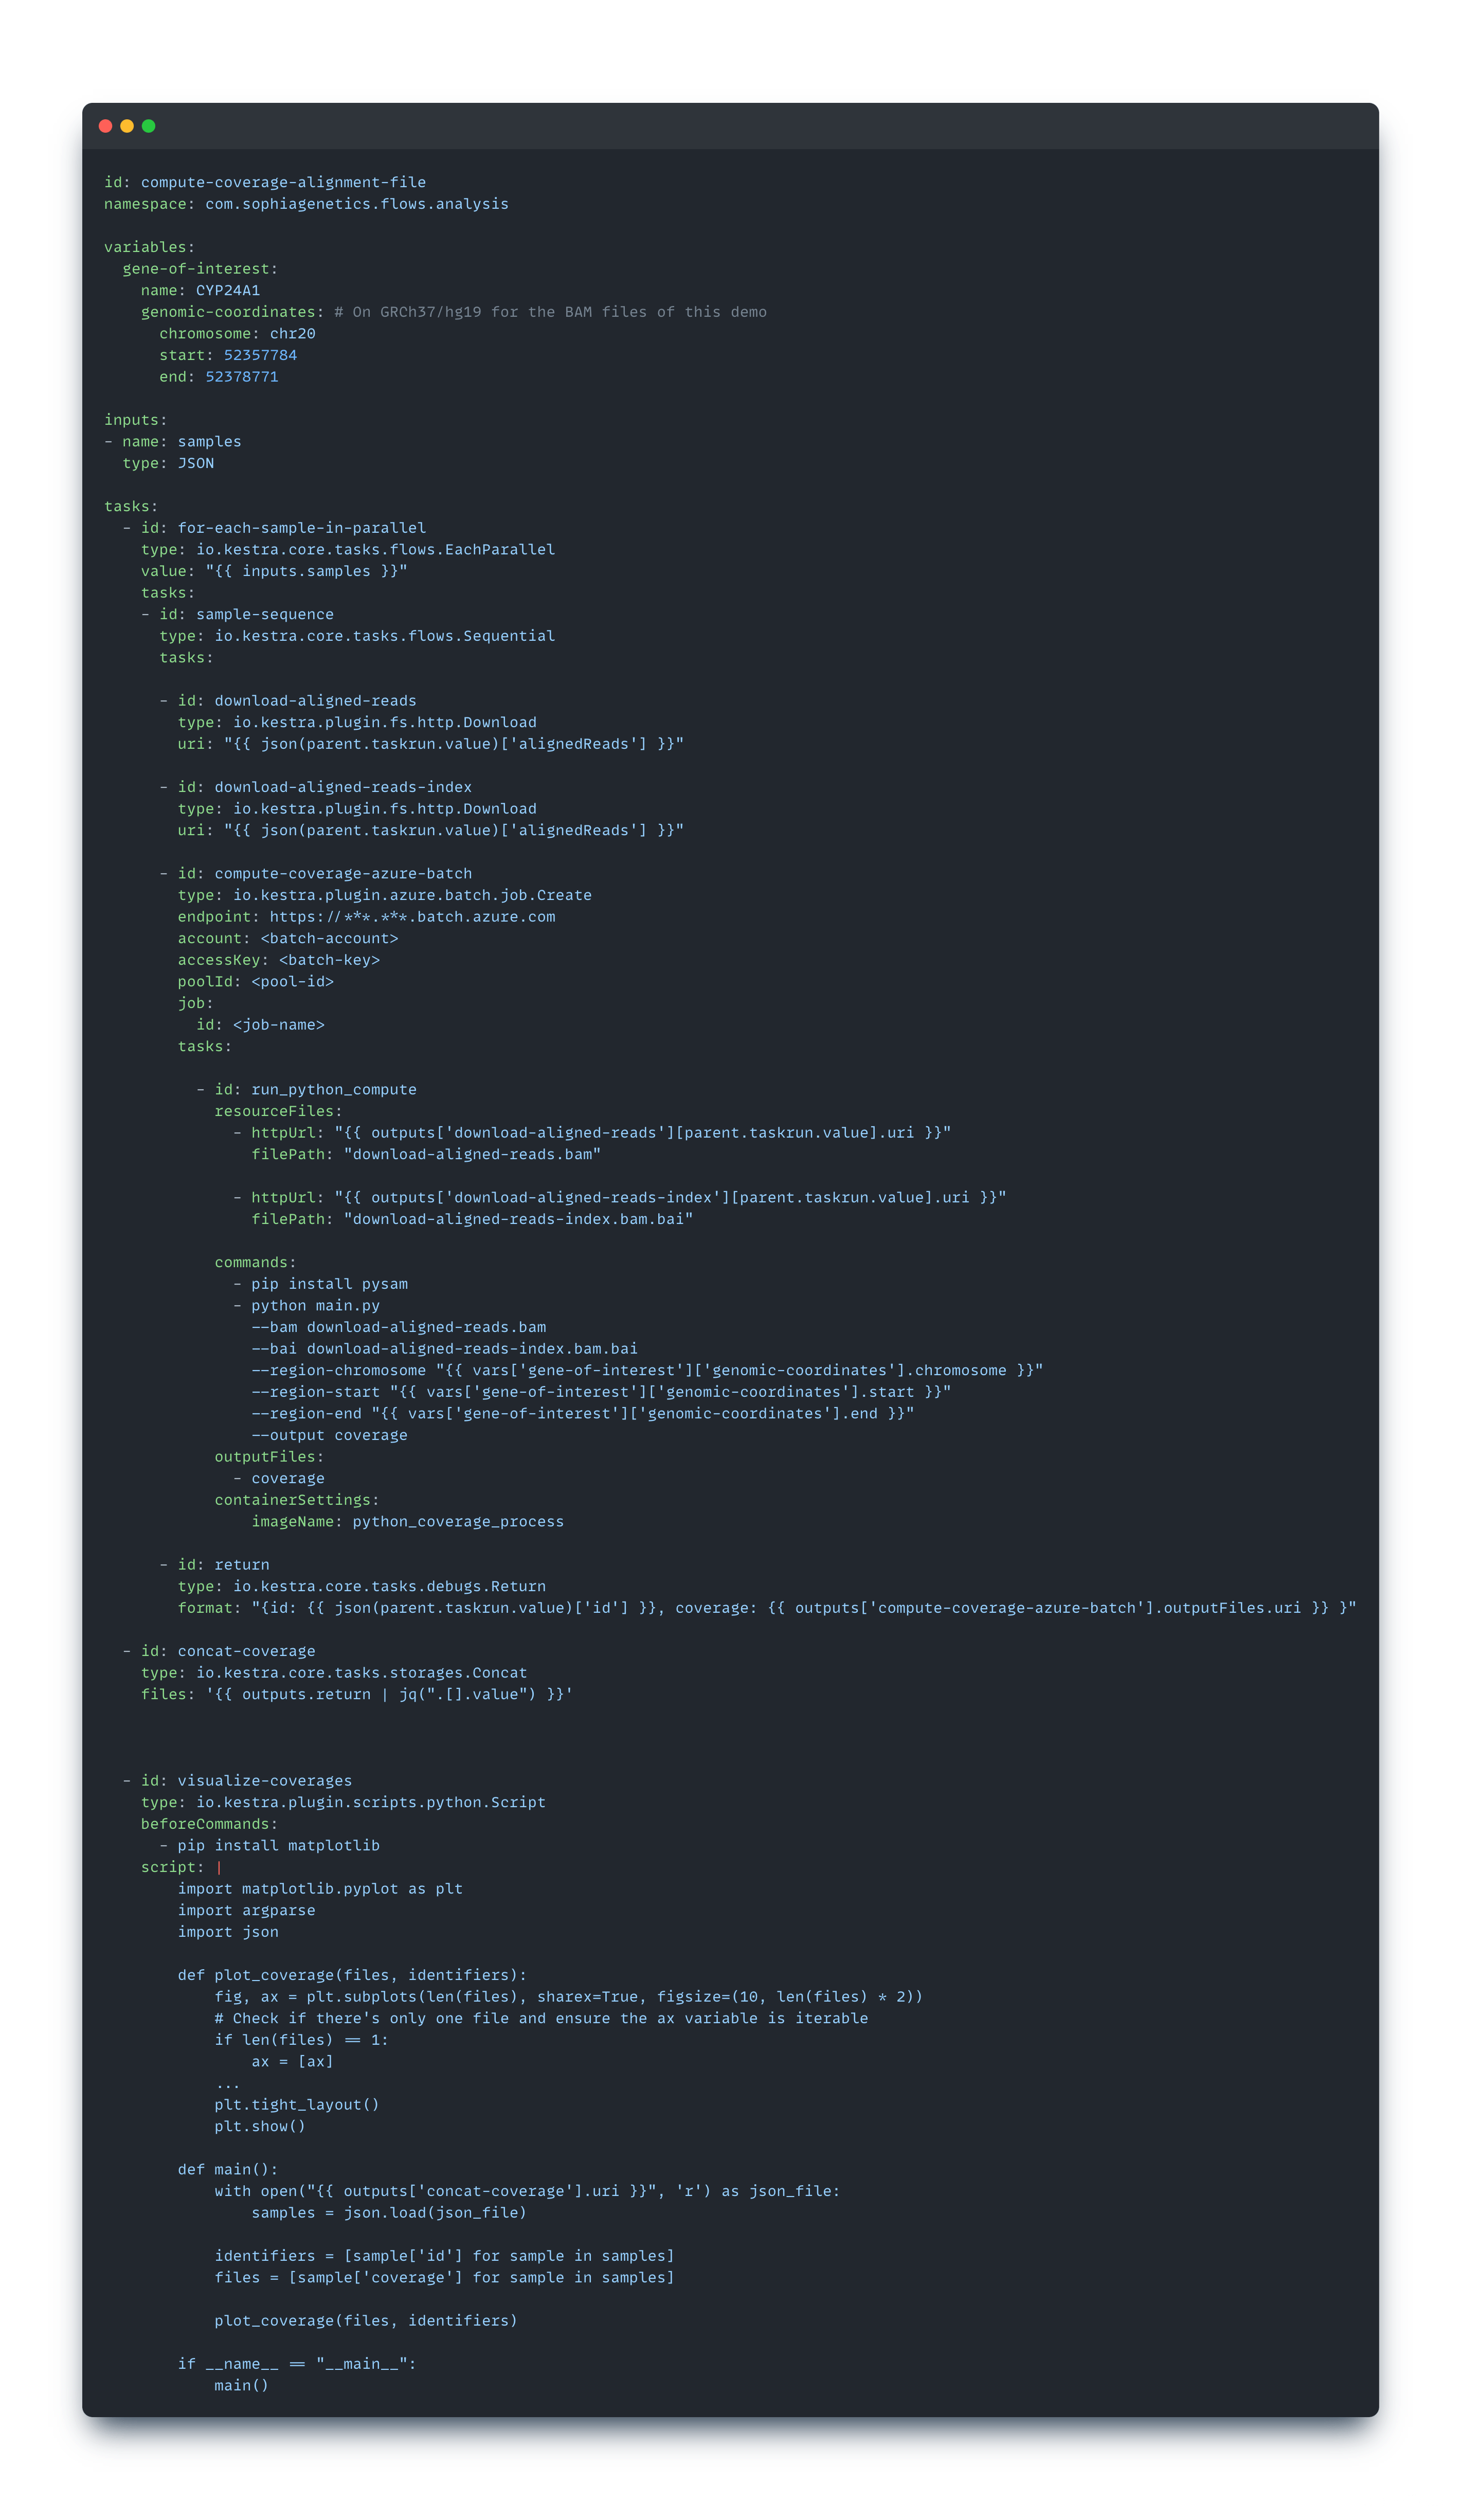 id: compute-coverage-alignment-file
namespace: com.sophiagenetics.flows.analysis

variables:
  gene-of-interest:
    name: CYP24A1
    genomic-coordinates: # On GRCh37/hg19 for the BAM files of this demo
      chromosome: chr20
      start: 52357784
      end: 52378771

inputs:
- name: samples
  type: JSON

tasks:
  - id: for-each-sample-in-parallel
    type: io.kestra.core.tasks.flows.EachParallel
    value: "{{ inputs.samples }}"
    tasks:
    - id: sample-sequence
      type: io.kestra.core.tasks.flows.Sequential
      tasks:

      - id: download-aligned-reads
        type: io.kestra.plugin.fs.http.Download
        uri: "{{ json(parent.taskrun.value)['alignedReads'] }}"

      - id: download-aligned-reads-index
        type: io.kestra.plugin.fs.http.Download
        uri: "{{ json(parent.taskrun.value)['alignedReads'] }}"

      - id: compute-coverage-azure-batch
        type: io.kestra.plugin.azure.batch.job.Create
        endpoint: https://***.***.batch.azure.com
        account: <batch-account>
        accessKey: <batch-key>
        poolId: <pool-id>
        job:
          id: <job-name>
        tasks:

          - id: run_python_compute
            resourceFiles:
              - httpUrl: "{{ outputs['download-aligned-reads'][parent.taskrun.value].uri }}"
                filePath: "download-aligned-reads.bam"

              - httpUrl: "{{ outputs['download-aligned-reads-index'][parent.taskrun.value].uri }}"
                filePath: "download-aligned-reads-index.bam.bai"

            commands:
              - pip install pysam
              - python main.py
                --bam download-aligned-reads.bam
                --bai download-aligned-reads-index.bam.bai
                --region-chromosome "{{ vars['gene-of-interest']['genomic-coordinates'].chromosome }}"
                --region-start "{{ vars['gene-of-interest']['genomic-coordinates'].start }}"
                --region-end "{{ vars['gene-of-interest']['genomic-coordinates'].end }}"
                --output coverage
            outputFiles:
              - coverage
            containerSettings:
                imageName: python_coverage_process

      - id: return
        type: io.kestra.core.tasks.debugs.Return
        format: "{id: {{ json(parent.taskrun.value)['id'] }}, coverage: {{ outputs['compute-coverage-azure-batch'].outputFiles.uri }} }"

  - id: concat-coverage
    type: io.kestra.core.tasks.storages.Concat
    files: '{{ outputs.return | jq(".[].value") }}'

  - id: visualize-coverages
    type: io.kestra.plugin.scripts.python.Script
    beforeCommands:
      - pip install matplotlib
    script: |
        import matplotlib.pyplot as plt
        import argparse
        import json

        def plot_coverage(files, identifiers):
            fig, ax = plt.subplots(len(files), sharex=True, figsize=(10, len(files) * 2))
            # Check if there's only one file and ensure the ax variable is iterable
            if len(files) == 1:
                ax = [ax]
            ...
            plt.tight_layout()
            plt.show()

        def main():
            with open("{{ outputs['concat-coverage'].uri }}", 'r') as json_file:
                samples = json.load(json_file)

            identifiers = [sample['id'] for sample in samples]
            files = [sample['coverage'] for sample in samples]

            plot_coverage(files, identifiers)

        if __name__ == "__main__":
            main()